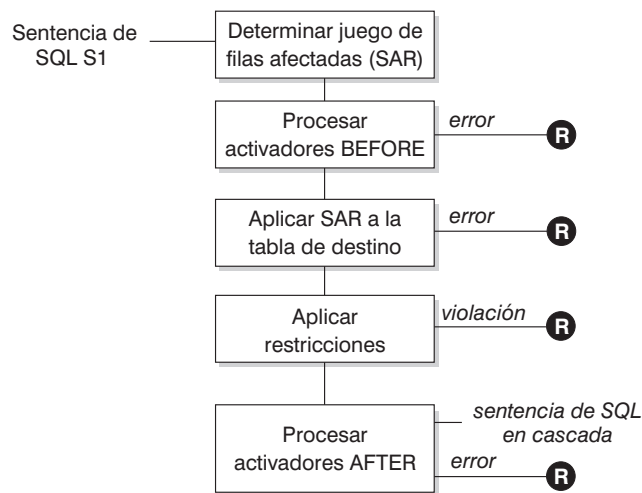 Sentencia de
SQL S1
Determinar juego de
filas afectadas (SAR)
Procesar
activadores BEFORE
error
R
Aplicar SAR a la
tabla de destino
error
R
Aplicar
restricciones
violación
R
Procesar
activadores AFTER
sentencia de SQL
en cascada
error
R